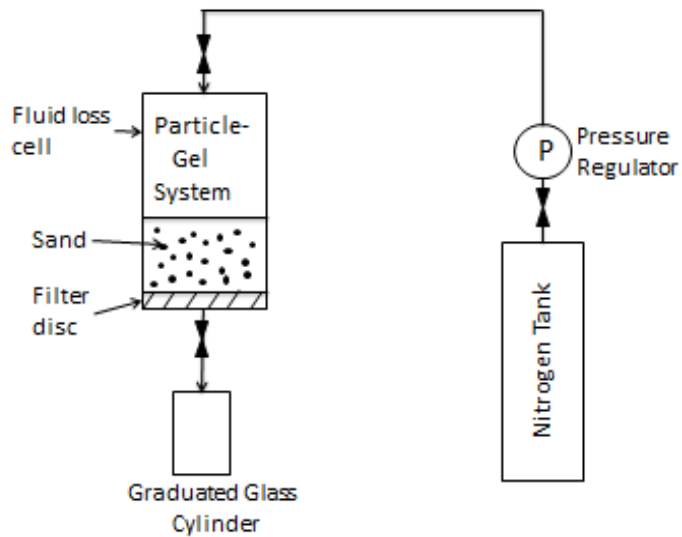 Fluid loss
cell
Particle-
Gel
System
Sand
Filter
disc
Graduated Glass
Cylinder
P
Pressure
Regulator
Nitrogen Tank